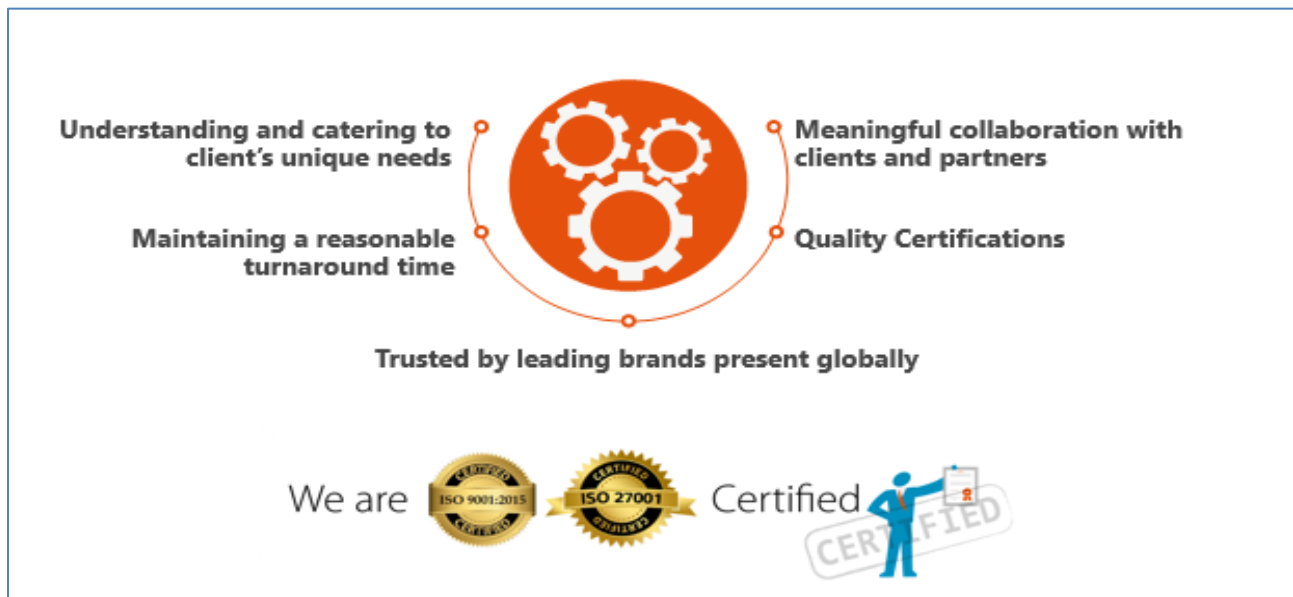 Understanding and catering to
client's unique needs
Meaningful collaboration with
clients and partners
Maintaining a reasonable
turnaround time
Quality Certifications
Trusted by leading brands present globally
We are
CERTIFIED
ISO 9001:2015
CERTIFIED
CERTIFIED
ISO 27001
CERTIFIED
Certified
CERTIFIED